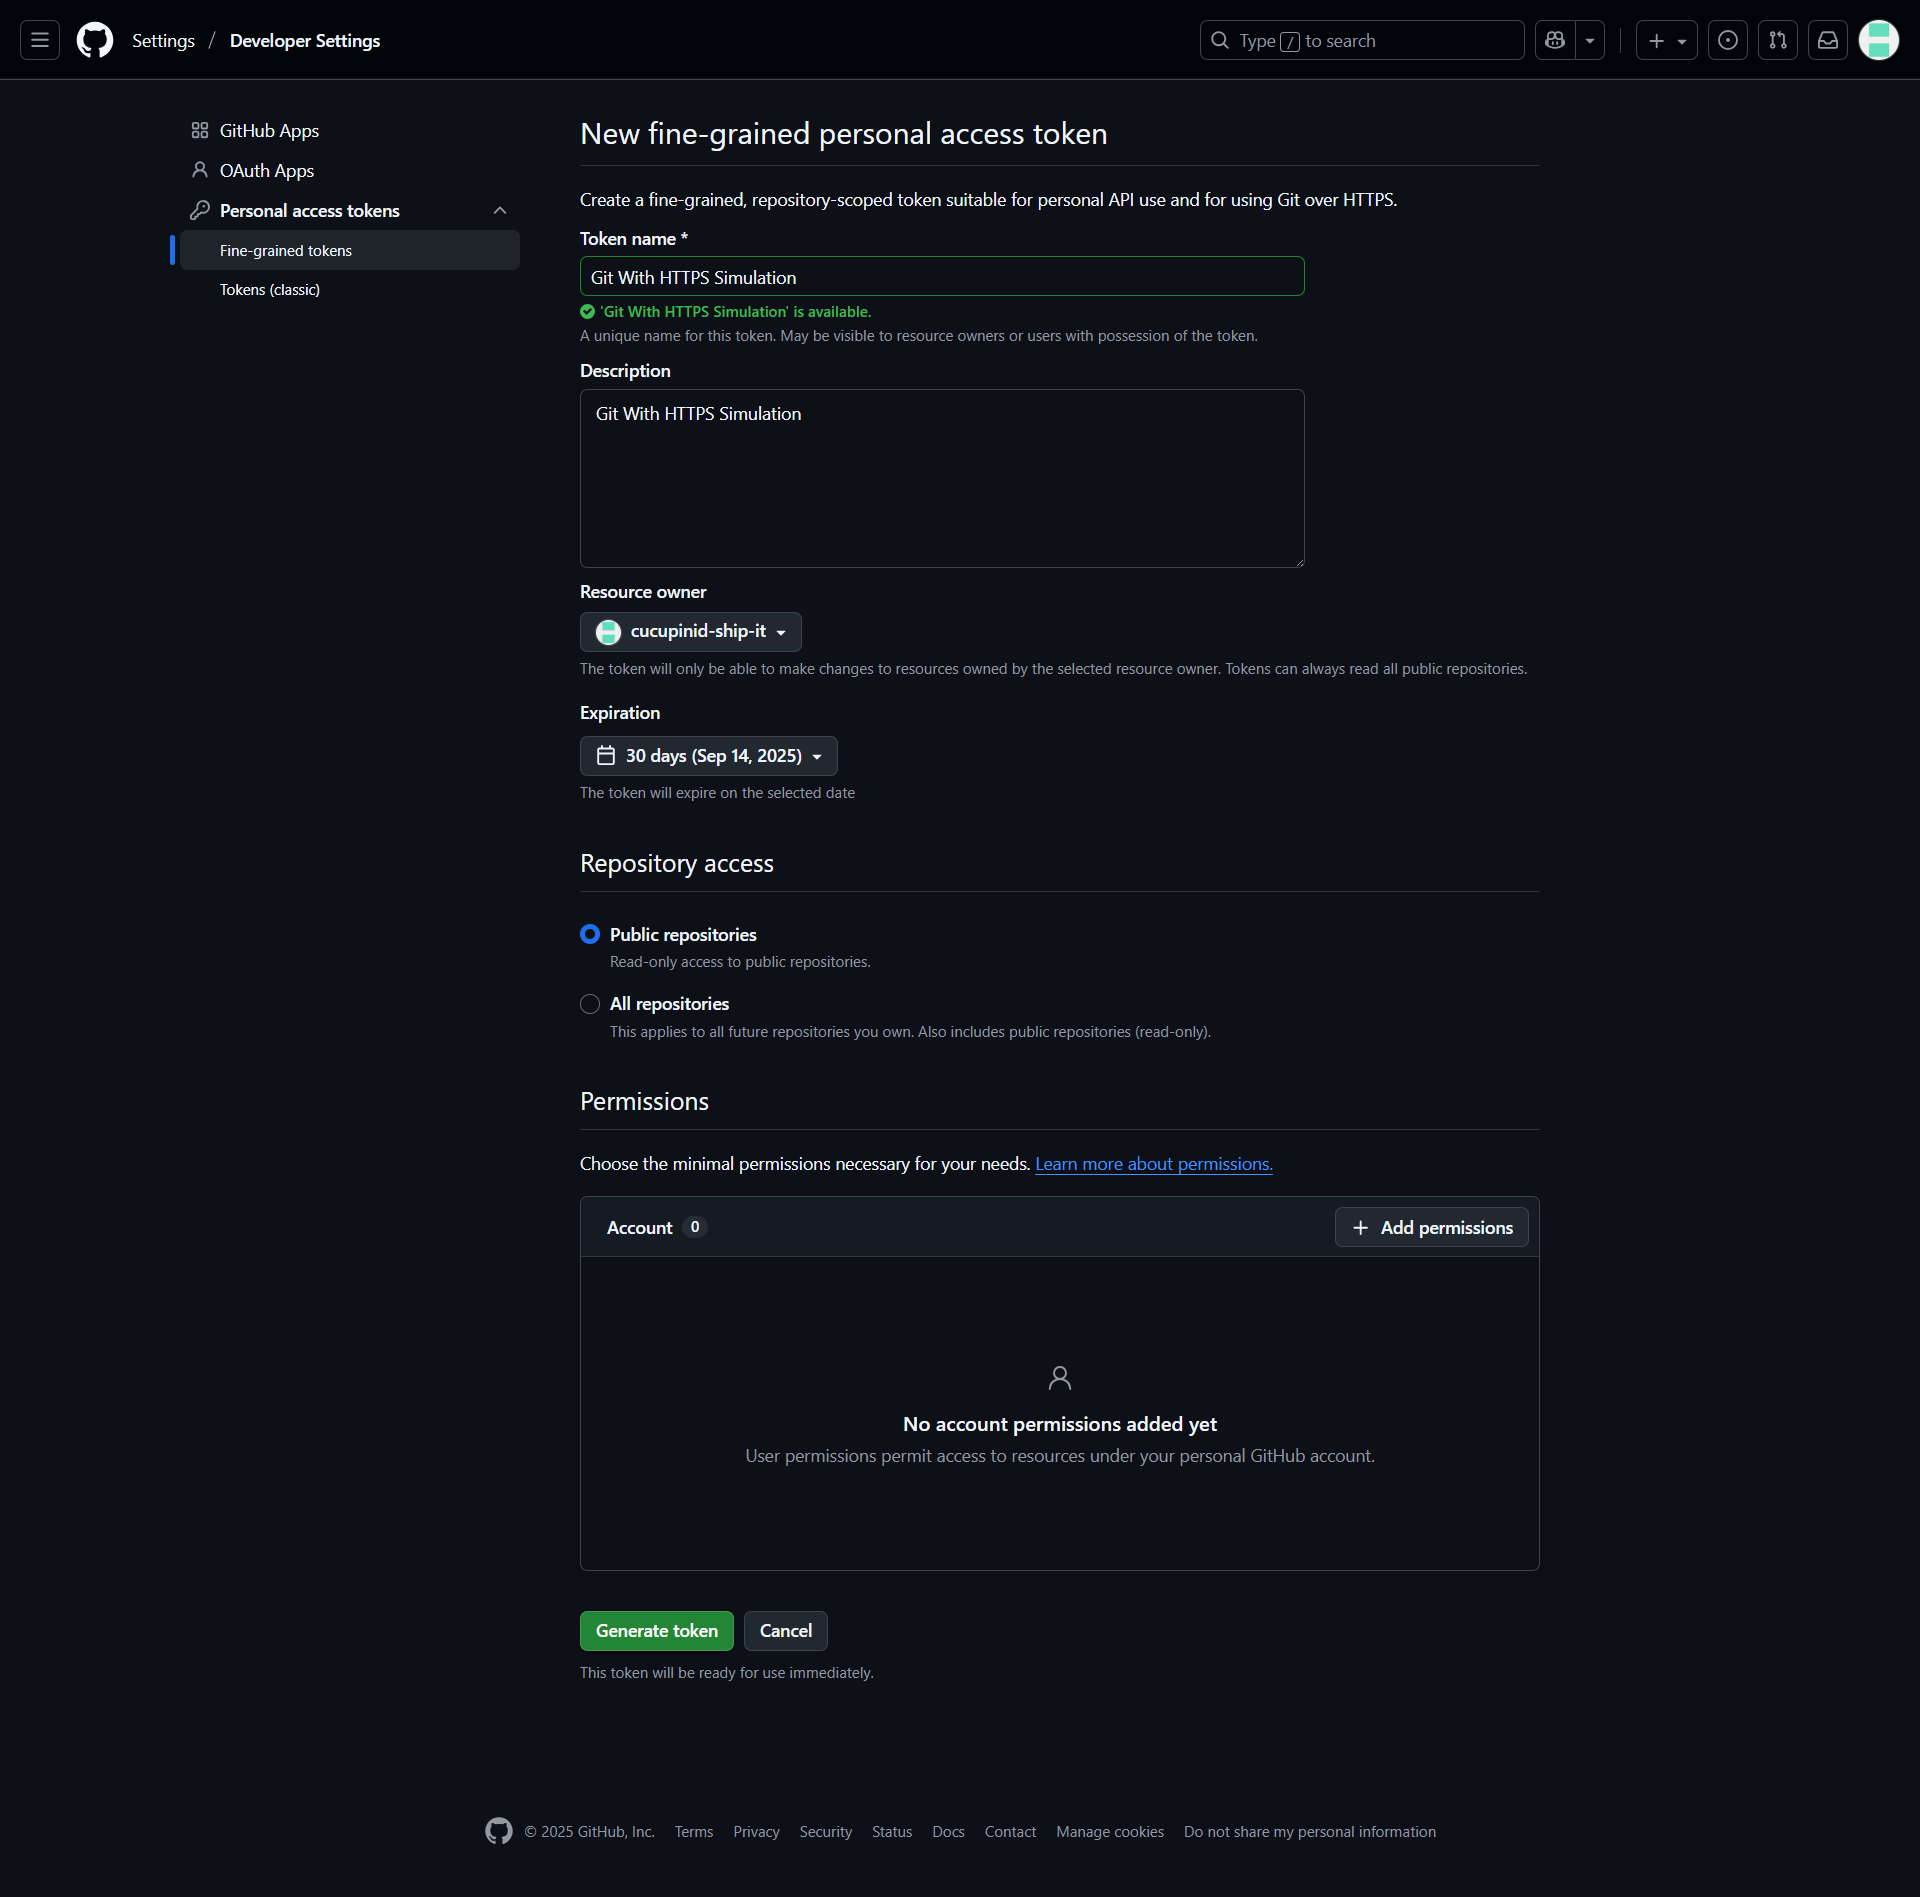 Settings / Developer Settings
Type / to search
GitHub Apps
OAuth Apps
Personal access tokens
Fine-grained tokens
Tokens (classic)
New fine-grained personal access token
Create a fine-grained, repository-scoped token suitable for personal API use and for using Git over HTTPS.
Token name *
Git With HTTPS Simulation
'Git With HTTPS Simulation' is available.
A unique name for this token. May be visible to resource owners or users with possession of the token.
Description
Git With HTTPS Simulation
Resource owner
cucupinid-ship-it
The token will only be able to make changes to resources owned by the selected resource owner. Tokens can always read all public repositories.
Expiration
30 days (Sep 14, 2025)
The token will expire on the selected date
Repository access
Public repositories
Read-only access to public repositories.
All repositories
This applies to all future repositories you own. Also includes public repositories (read-only).
Permissions
Choose the minimal permissions necessary for your needs. Learn more about permissions.
Account 0
Add permissions
No account permissions added yet
User permissions permit access to resources under your personal GitHub account.
Generate token
Cancel
This token will be ready for use immediately.
© 2025 GitHub, Inc. Terms Privacy Security Status Docs Contact Manage cookies Do not share my personal information